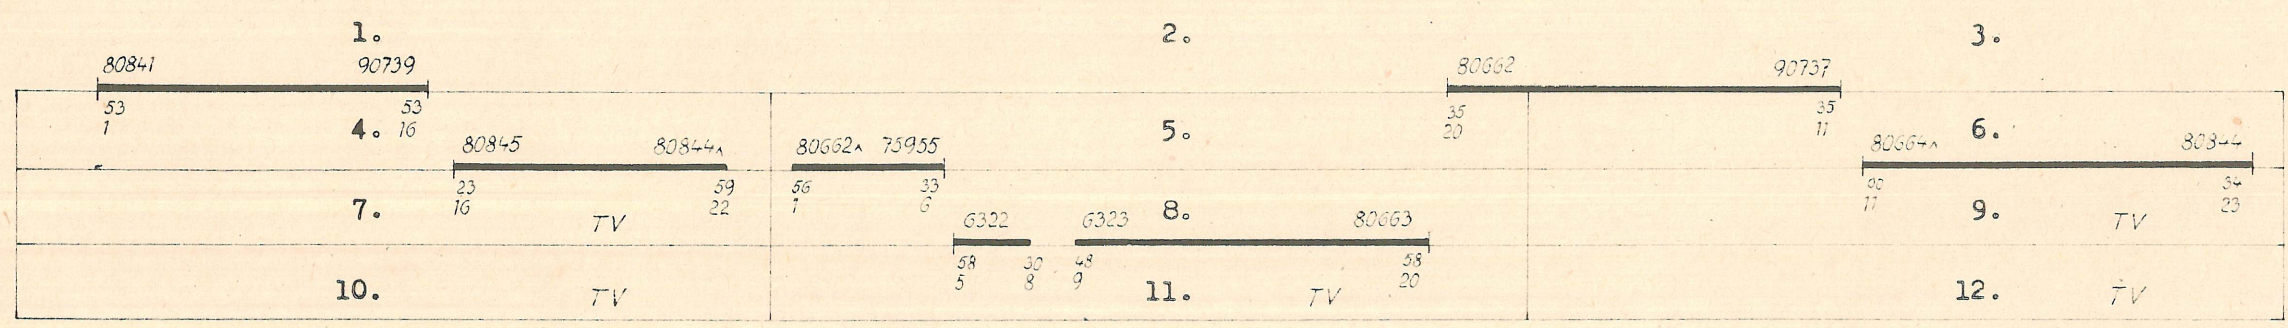 1. 2. 3.
80841 90739 80662 90737
53 53 35 35
1 4. 16 20 5. 11 6.
80845 80844^ 80662^ 75955 80664^ 80844
23 59 56 33 00 34
16 22 1 6 11 23
7. TV 8. 9. TV
6322 6323 80663
58 30 48 58
5 8 9 20
10. TV 11. TV 12. TV